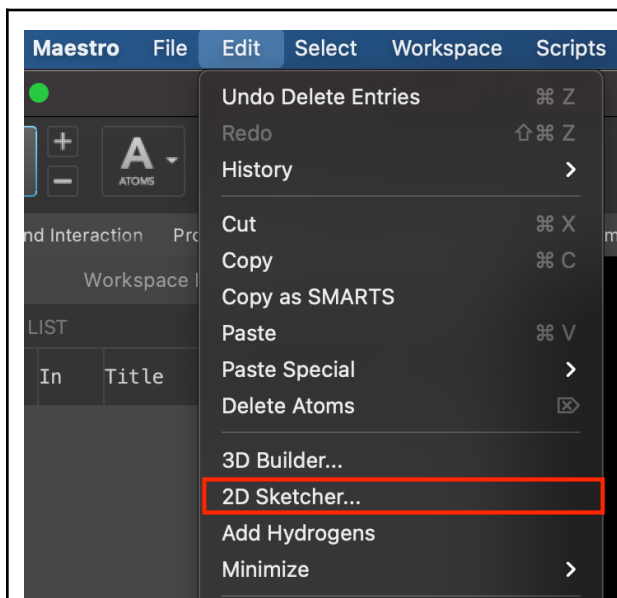 Maestro File Edit Select Workspace Scripts
Undo Delete Entries ⌘ Z
Redo ⇧⌘ Z
A
ATOMS
History
nd Interaction Pro
Cut ⌘ X
Copy ⌘ C
Workspace
Copy as SMARTS
LIST
Paste ⌘ V
In Title
Paste Special
Delete Atoms
3D Builder...
2D Sketcher...
Add Hydrogens
Minimize